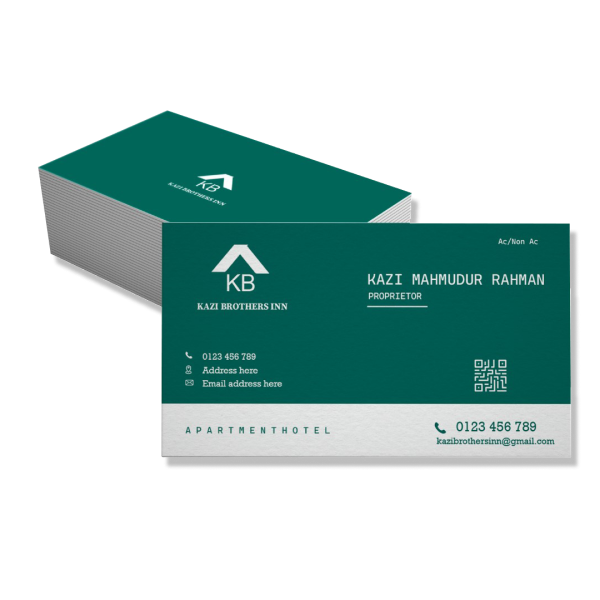 KB
KAZI BROTHERS INN
Ac/Non Ac
KB
KAZI BROTHERS INN
KAZI MAHMUDUR RAHMAN
PROPRIETOR
0123 456 789
Address here
Email address here
APARTMENTHOTEL
0123 456 789
kazibrothersinn@gmail.com